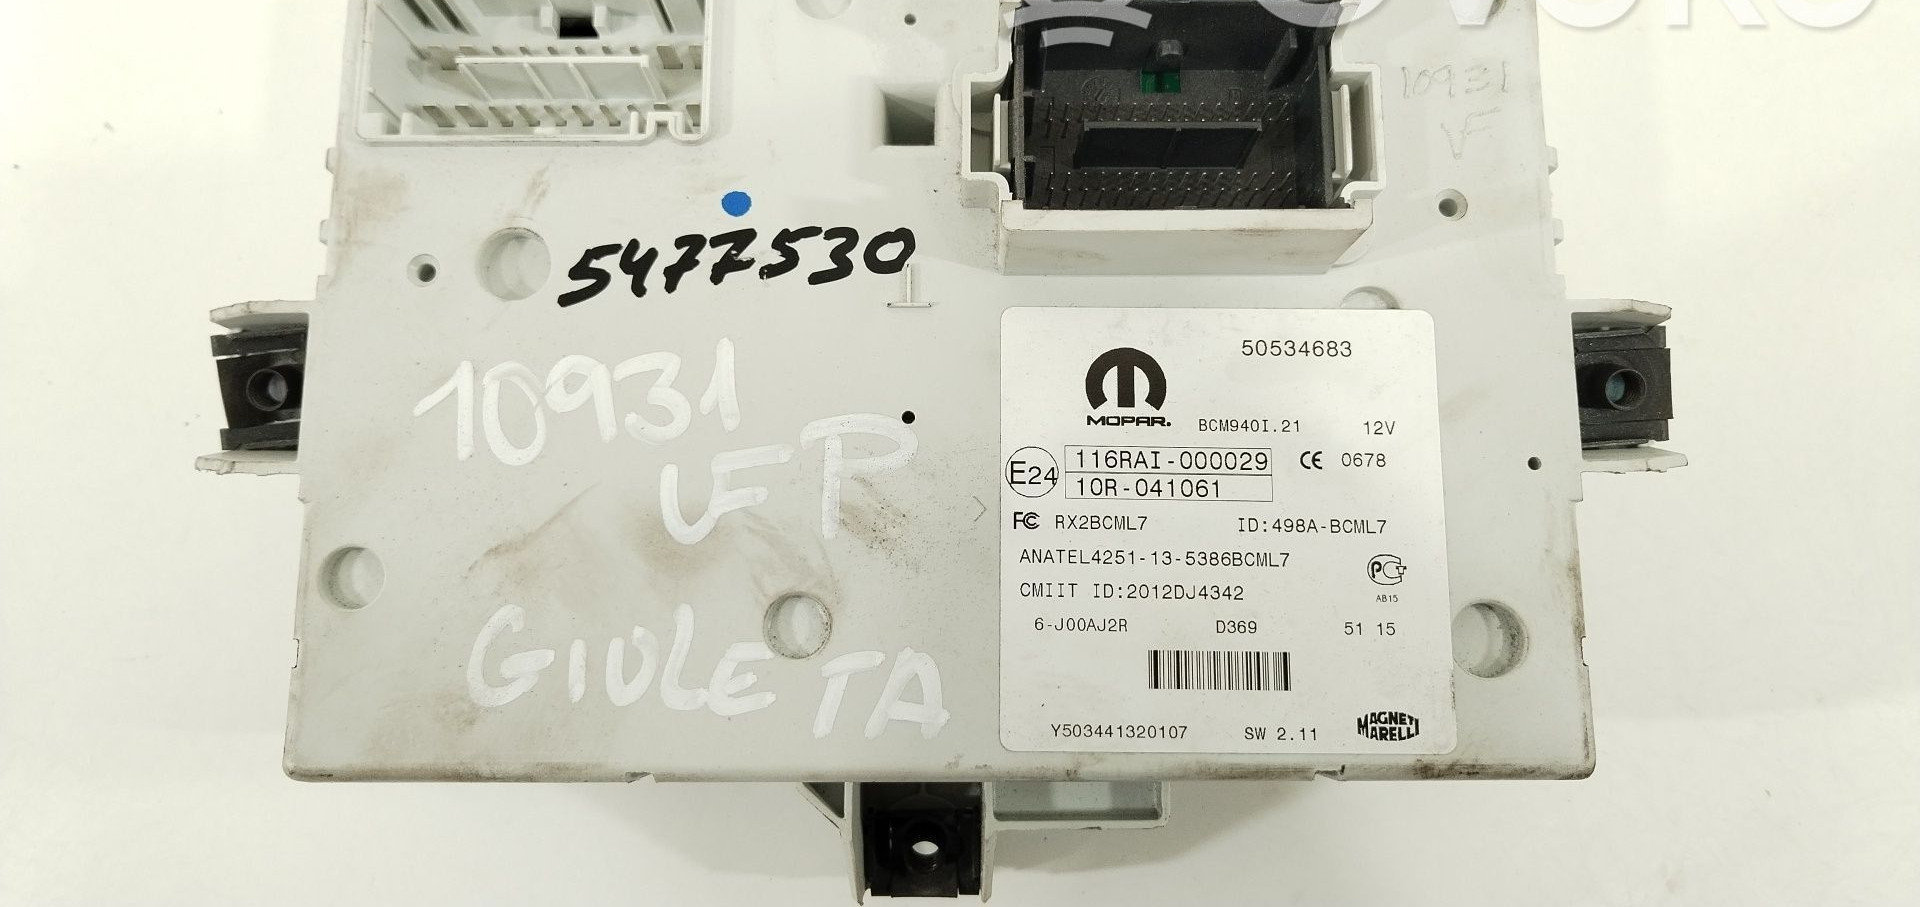 10931
VF
5477530
10931
VF P
GIULETA
50534683
MOPAR.
BCM940I.21 12V
E24 116RAI-000029 CE 0678
10R-041061
FC RX2BCML7 ID:498A-BCML7
ANATEL4251-13-5386BCML7
CMIIT ID:2012DJ4342
AB15
6-J00AJ2R D369 51 15
Y503441320107 SW 2.11
MAGNETI
MARELLI